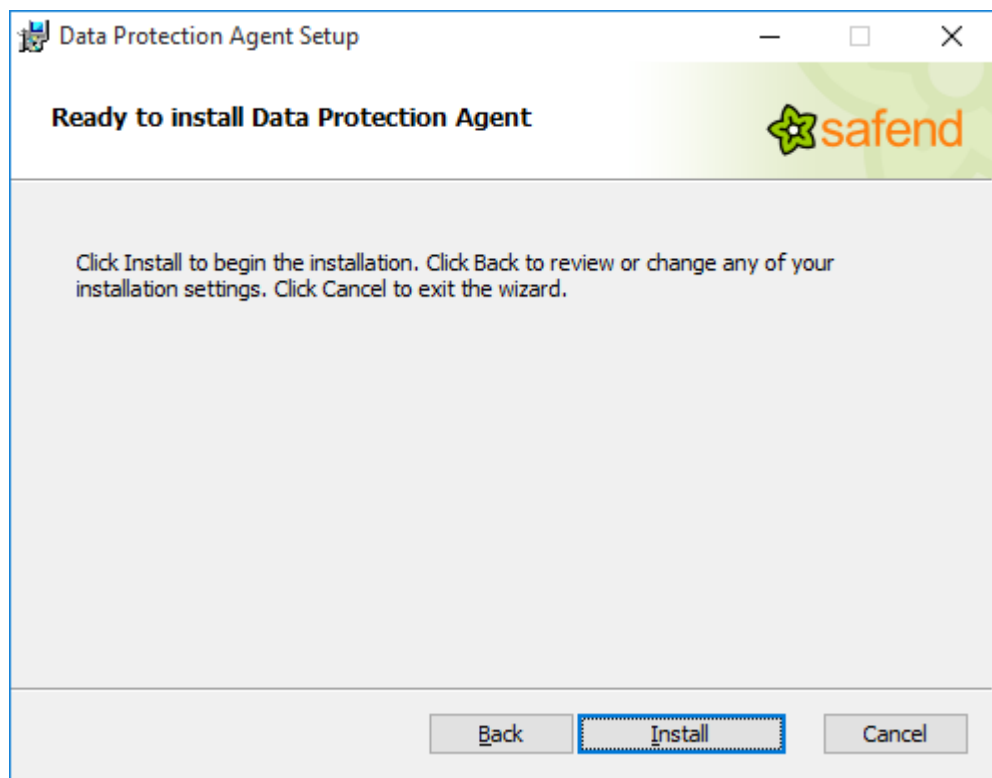 Data Protection Agent Setup
Ready to install Data Protection Agent
safend
Click Install to begin the installation. Click Back to review or change any of your
installation settings. Click Cancel to exit the wizard.
Back
Install
Cancel